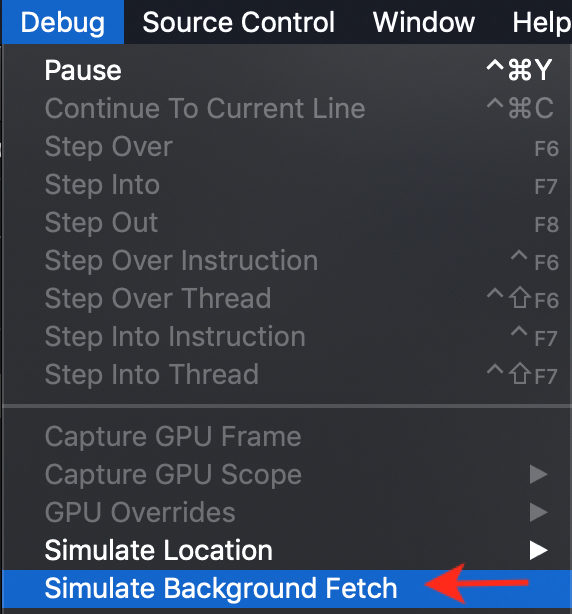 Debug Source Control Window Help
Pause ^⌘Y
Continue To Current Line ^⌘C
Step Over F6
Step Into F7
Step Out F8
Step Over Instruction ^ F6
Step Over Thread ^⇧F6
Step Into Instruction ^ F7
Step Into Thread ^⇧F7
Capture GPU Frame
Capture GPU Scope ▶
GPU Overrides ▶
Simulate Location ▶
Simulate Background Fetch